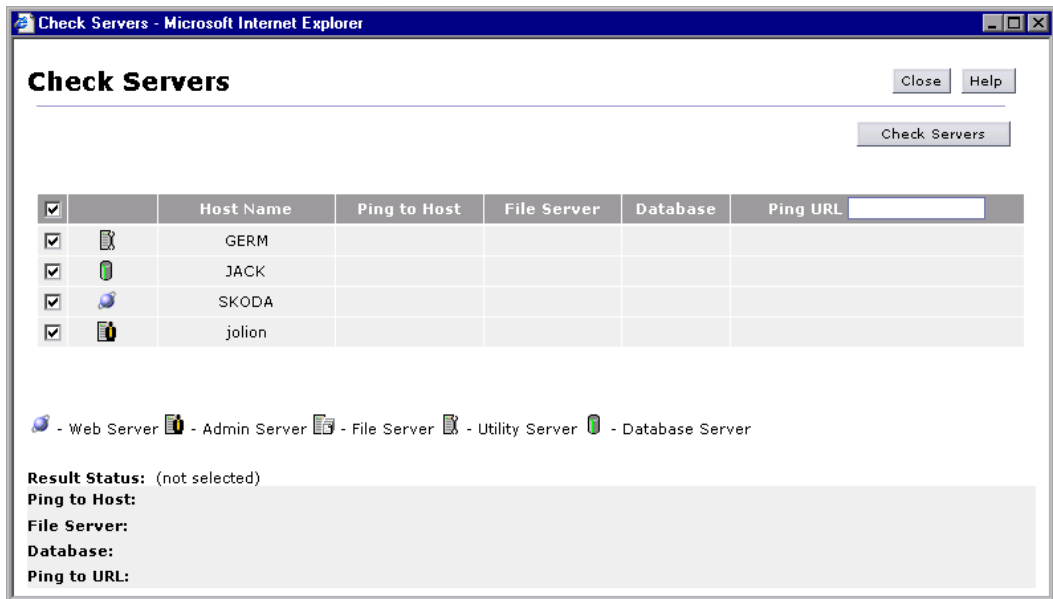 Check Servers - Microsoft Internet Explorer
Check Servers
Close Help
Check Servers
Host Name Ping to Host File Server Database Ping URL
GERM
JACK
SKODA
jolion
- Web Server - Admin Server - File Server - Utility Server - Database Server
Result Status: (not selected)
Ping to Host:
File Server:
Database:
Ping to URL: